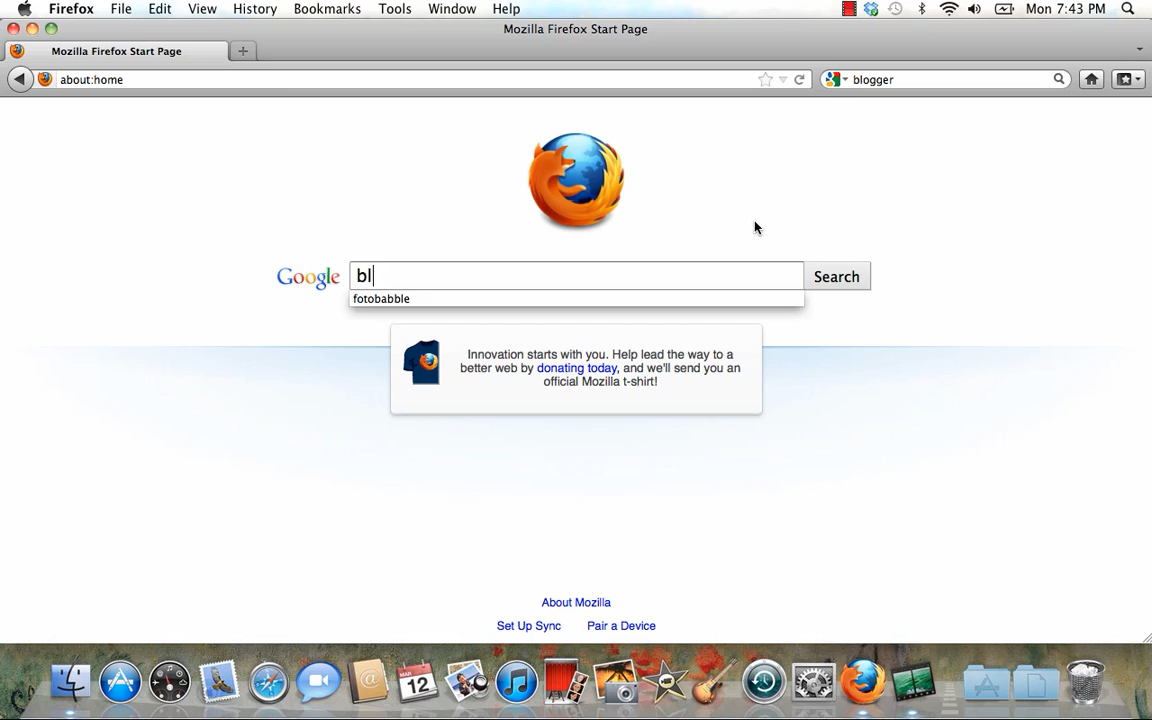 Firefox File Edit View History Bookmarks Tools Window Help Mon 7:43 PM
Mozilla Firefox Start Page
Mozilla Firefox Start Page
about:home blogger
Google bl Search
fotobabble
Innovation starts with you. Help lead the way to a
better web by donating today, and we'll send you an
official Mozilla t-shirt!
About Mozilla
Set Up Sync Pair a Device
12